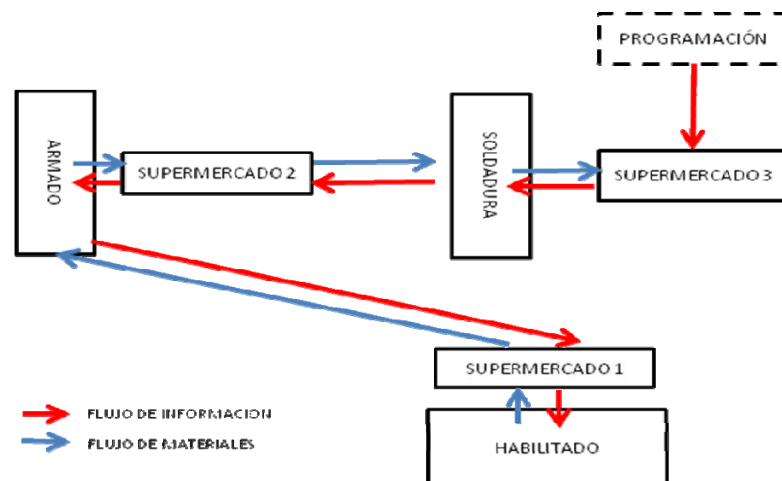 PROGRAMACIÓN
ARMADO
SUPERMERCADO 2
SOLDADURA
SUPERMERCADO 3
SUPERMERCADO 1
FLUJO DE INFORMACION
FLUJO DE MATERIALES
HABILITADO